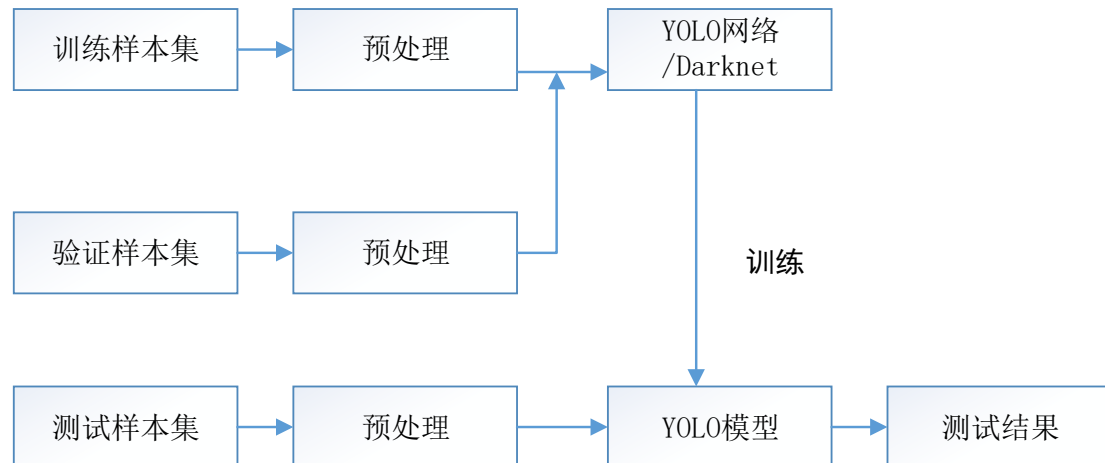 训练样本集
预处理
YOLO网络
/Darknet
验证样本集
预处理
训练
测试样本集
预处理
YOLO模型
测试结果